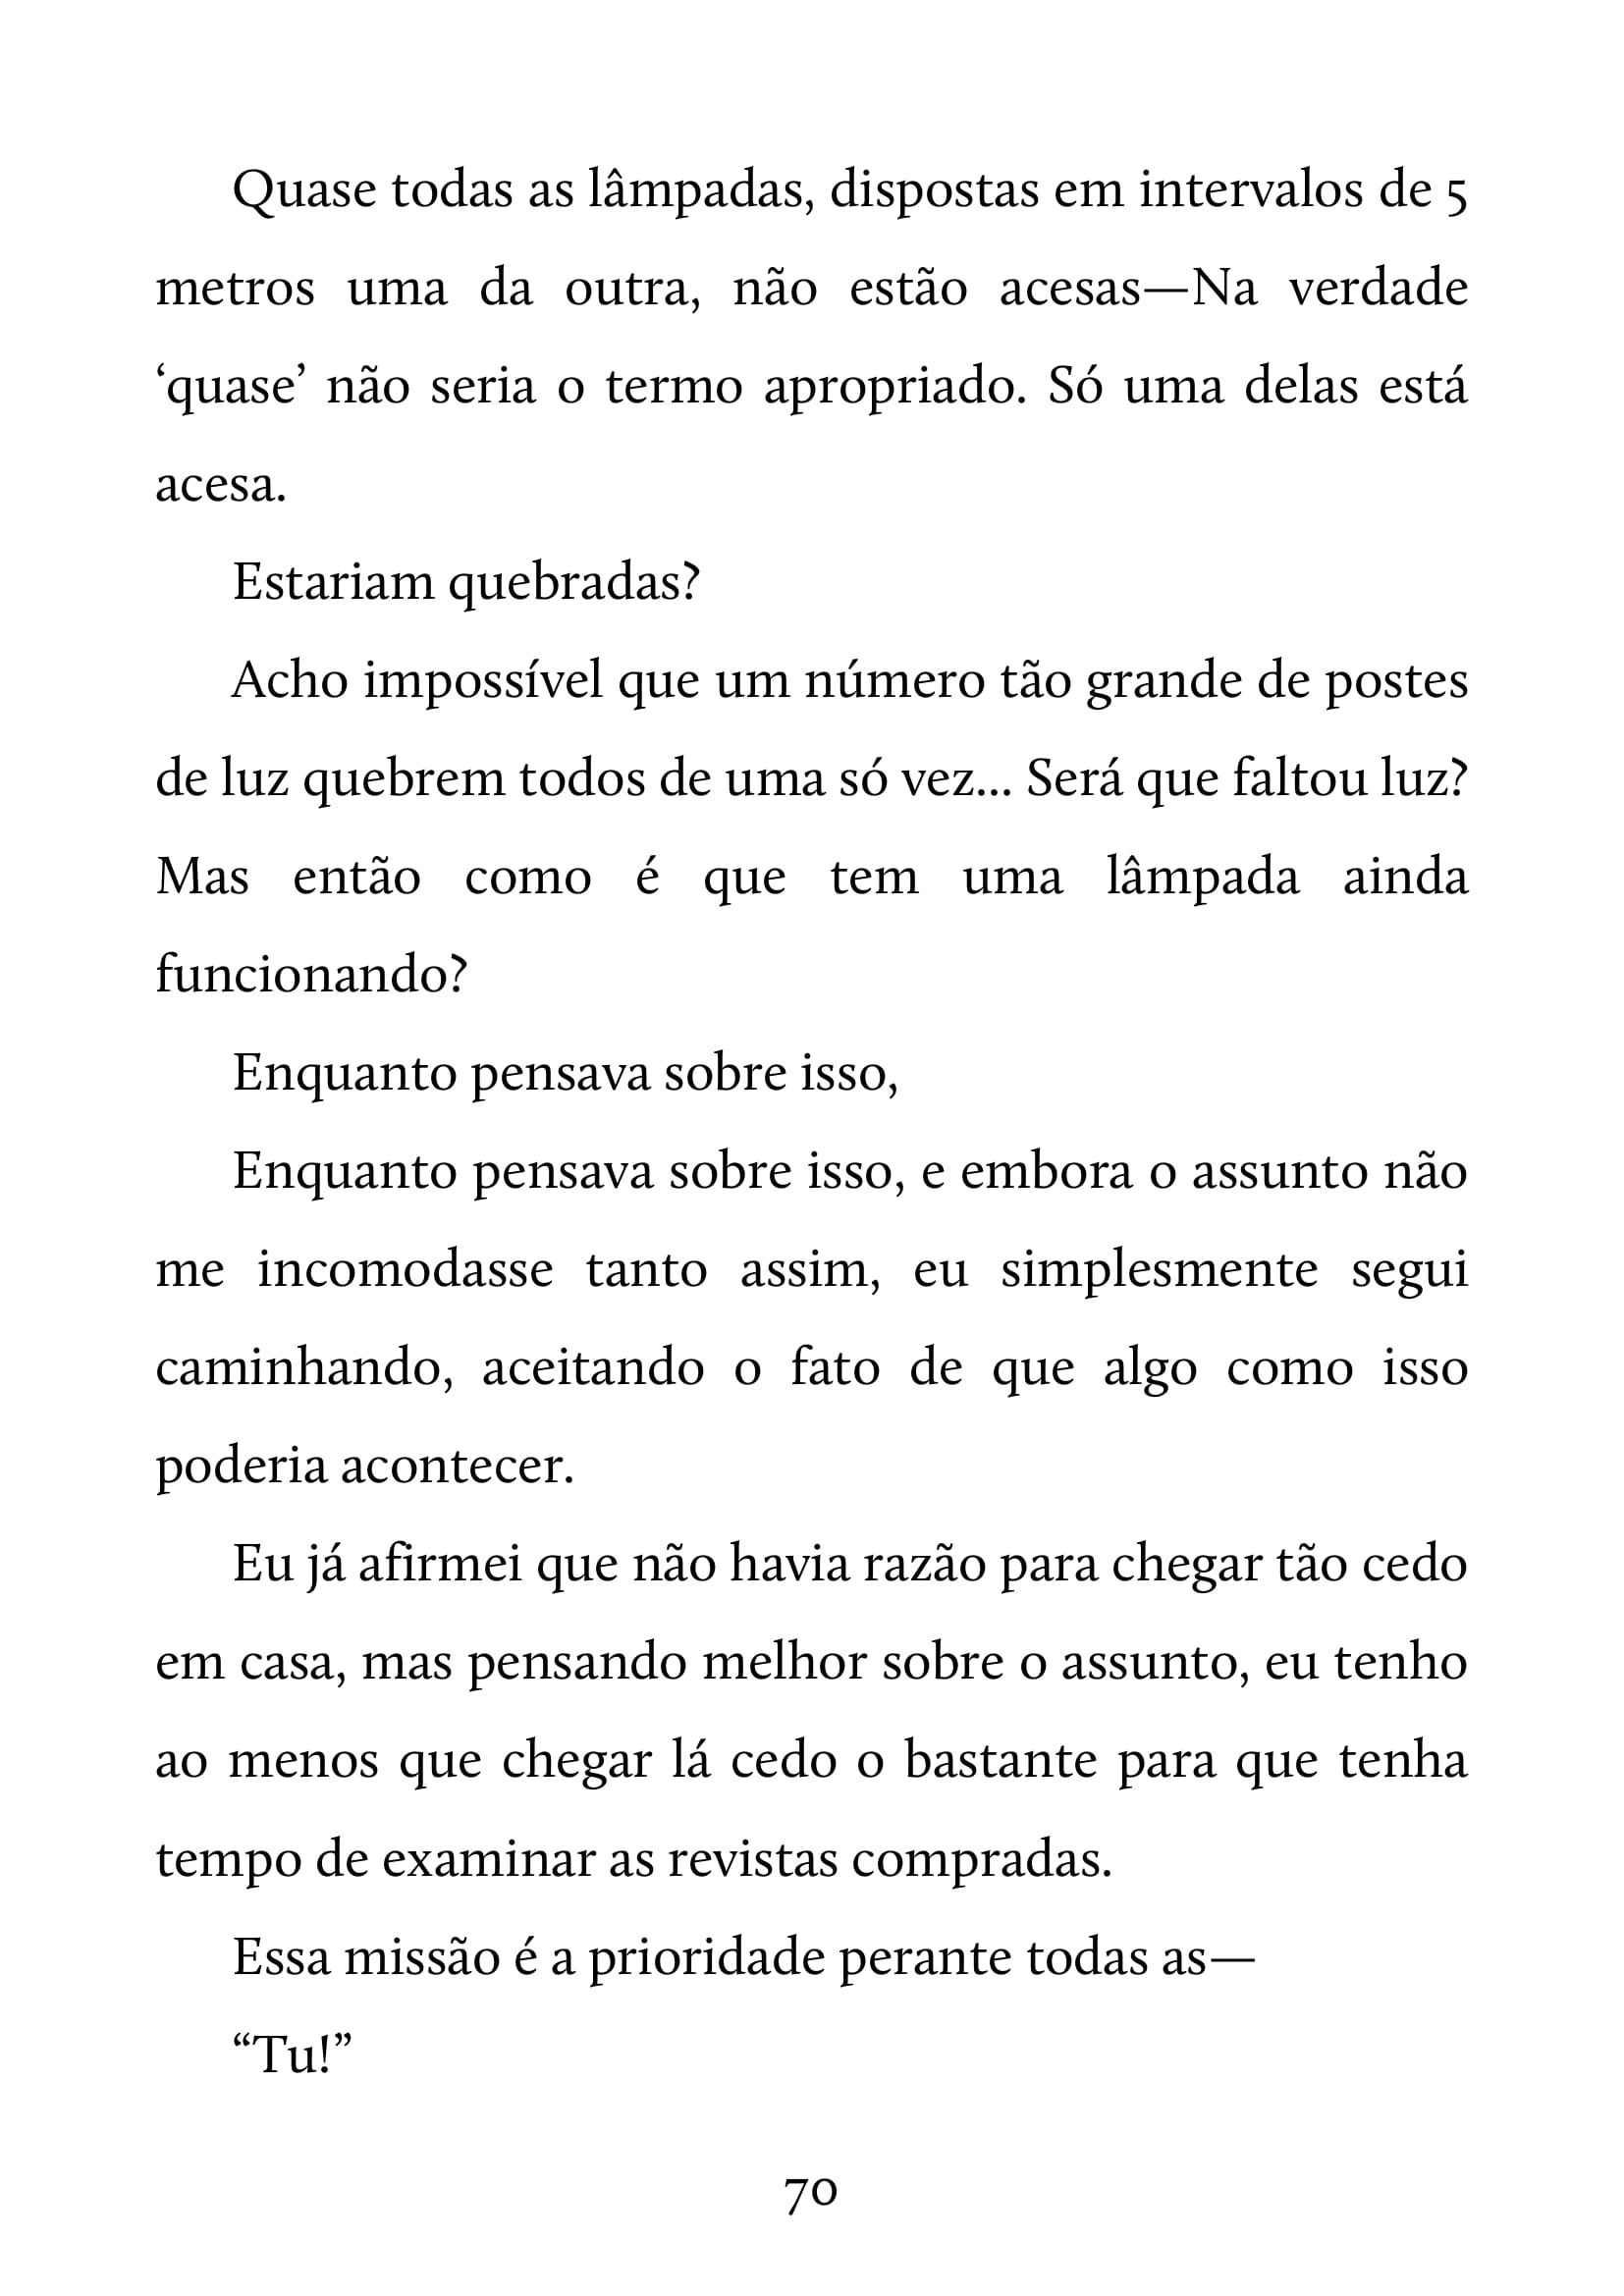 Quase todas as lâmpadas, dispostas em intervalos de 5
metros uma da outra, não estão acesas—Na verdade
‘quase’ não seria o termo apropriado. Só uma delas está
acesa.
Estariam quebradas?
Acho impossível que um número tão grande de postes
de luz quebrem todos de uma só vez... Será que faltou luz?
Mas então como é que tem uma lâmpada ainda
funcionando?
Enquanto pensava sobre isso,
Enquanto pensava sobre isso, e embora o assunto não
me incomodasse tanto assim, eu simplesmente segui
caminhando, aceitando o fato de que algo como isso
poderia acontecer.
Eu já afirmei que não havia razão para chegar tão cedo
em casa, mas pensando melhor sobre o assunto, eu tenho
ao menos que chegar lá cedo o bastante para que tenha
tempo de examinar as revistas compradas.
Essa missão é a prioridade perante todas as—
“Tu!”
70